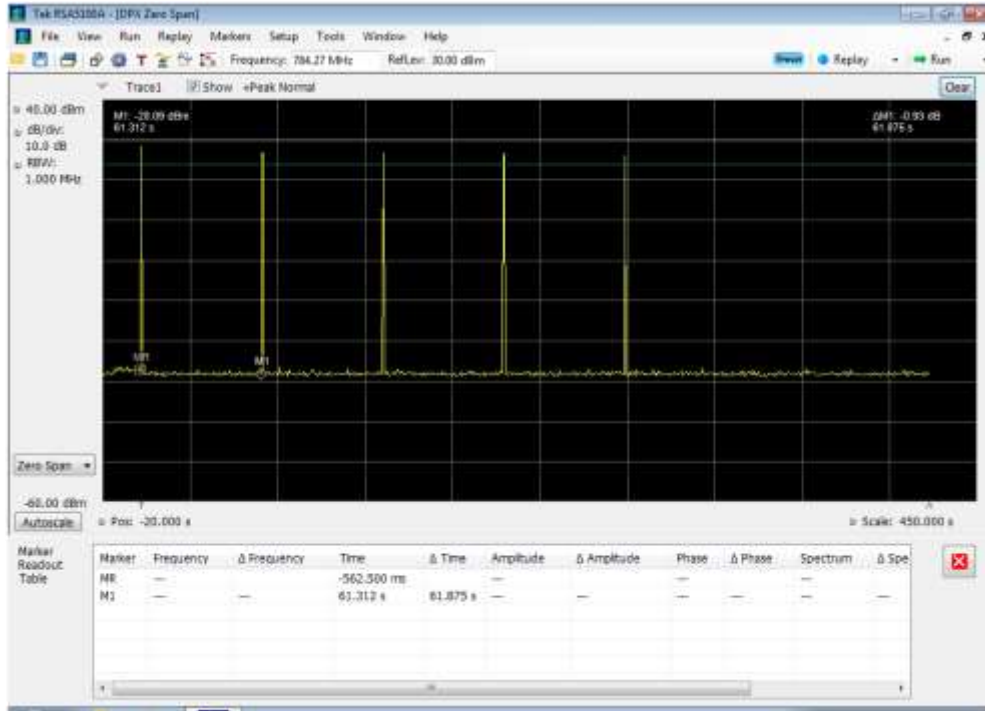 Tek RSA5100A - [DPX Zero Span]
File View Run Replay Markers Setup Tools Window Help
Frequency: 784.27 MHz RefLev: 30.00 dBm Preset Replay Run
Trace1 Show +Peak Normal Clear
40.00 dBm
dB/div:
10.0 dB
RBW:
1.000 MHz
M1: -28.09 dBm
61.312 s
ΔM1: -0.93 dB
61.875 s
MR
M1
Zero Span
-60.00 dBm
Autoscale Pos: -20.000 s Scale: 450.000 s
Marker
Readout
Table
Marker Frequency Δ Frequency Time Δ Time Amplitude Δ Amplitude Phase Δ Phase Spectrum Δ Spe
MR --- -562.500 ms --- --- ---
M1 --- --- 61.312 s 61.875 s --- --- --- --- --- ---